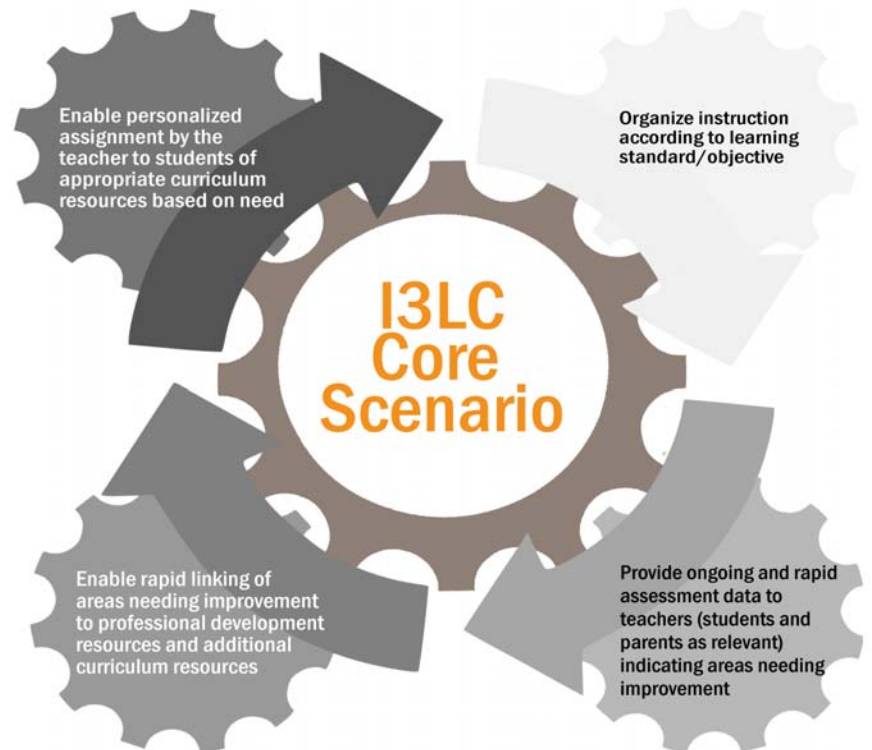 Enable personalized
assignment by the
teacher to students of
appropriate curriculum
resources based on need
Organize instruction
according to learning
standard/objective
I3LC
Core
Scenario
Enable rapid linking of
areas needing improvement
to professional development
resources and additional
curriculum resources
Provide ongoing and rapid
assessment data to
teachers (students and
parents as relevant)
indicating areas needing
improvement